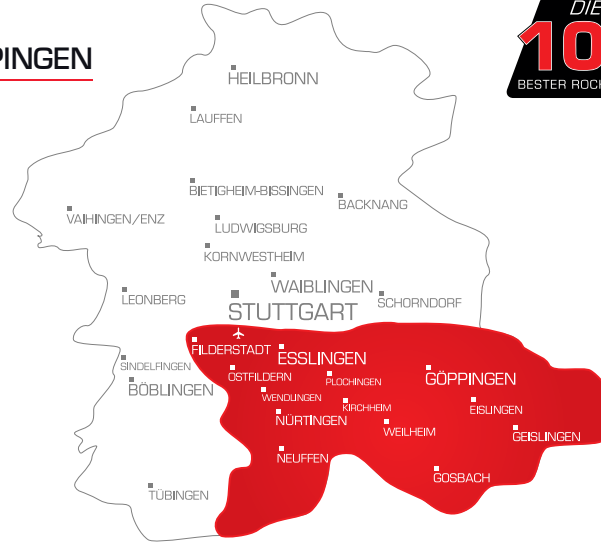 DIE
10
BESTER ROCK
PINGEN
HEILBRONN
LAUFFEN
BIETIGHEIM-BISSINGEN
BACKNANG
VAIHINGEN/ENZ
LUDWIGSBURG
KORNWESTHEIM
WAIBLINGEN
LEONBERG
STUTTGART
SCHORNDORF
FILDERSTADT
ESSLINGEN
SINDELFINGEN
OSTFILDERN
PLOCHINGEN
GÖPPINGEN
BÖBLINGEN
WENDLINGEN
KIRCHHEIM
EISLINGEN
NÜRTINGEN
WEILHEIM
GEISLINGEN
NEUFFEN
GOSBACH
TÜBINGEN